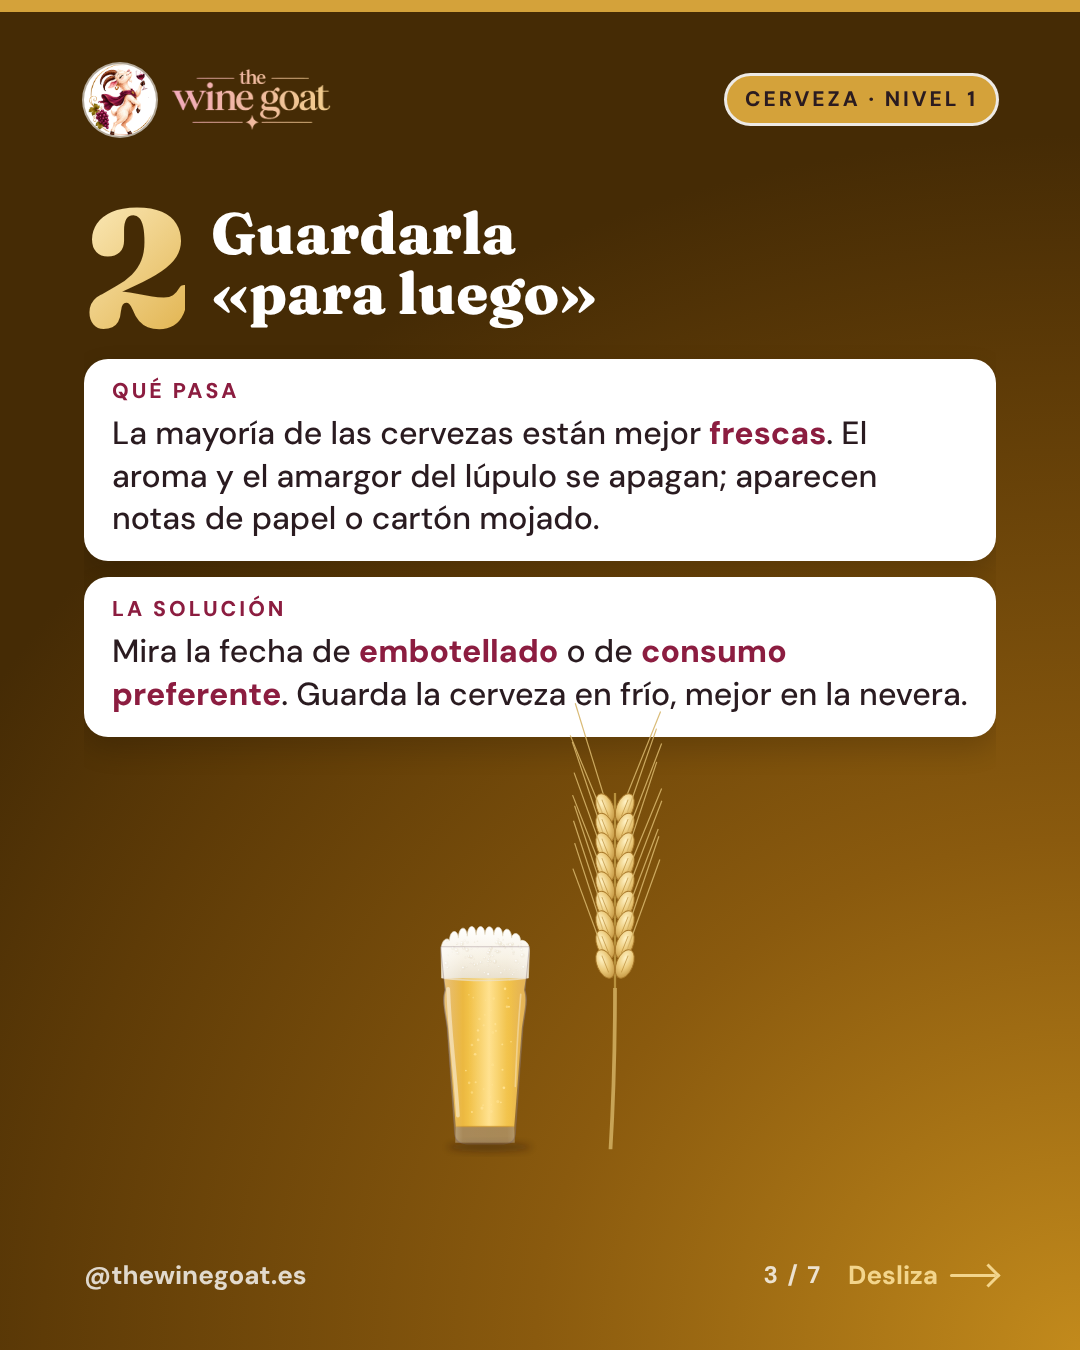 the
wine goat
CERVEZA · NIVEL 1
2
Guardarla
«para luego»
QUÉ PASA
La mayoría de las cervezas están mejor frescas. El
aroma y el amargor del lúpulo se apagan; aparecen
notas de papel o cartón mojado.
LA SOLUCIÓN
Mira la fecha de embotellado o de consumo
preferente. Guarda la cerveza en frío, mejor en la nevera.
@thewinegoat.es
3 / 7
Desliza